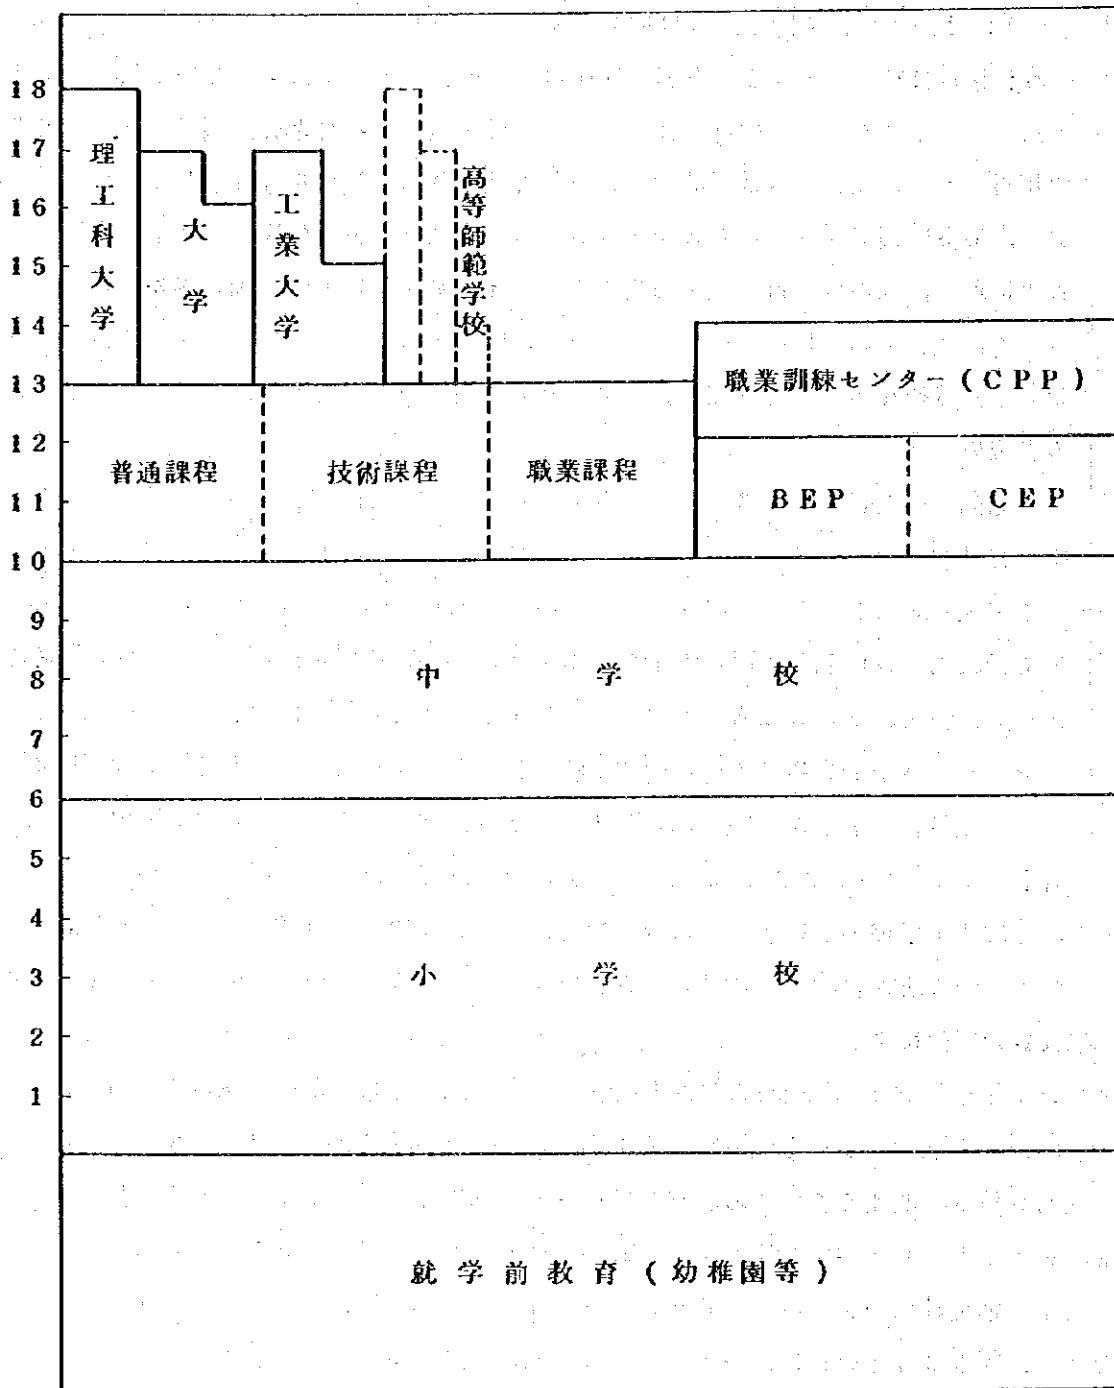 18
17
16
15
14
13
12
11
10
9
8
7
6
5
4
3
2
1
理工科大学
大学
工業大学
高等師範学校
職業訓練センター(CPP)
普通課程
技術課程
職業課程
BEP
CEP
中学校
小学校
就学前教育(幼稚園等)